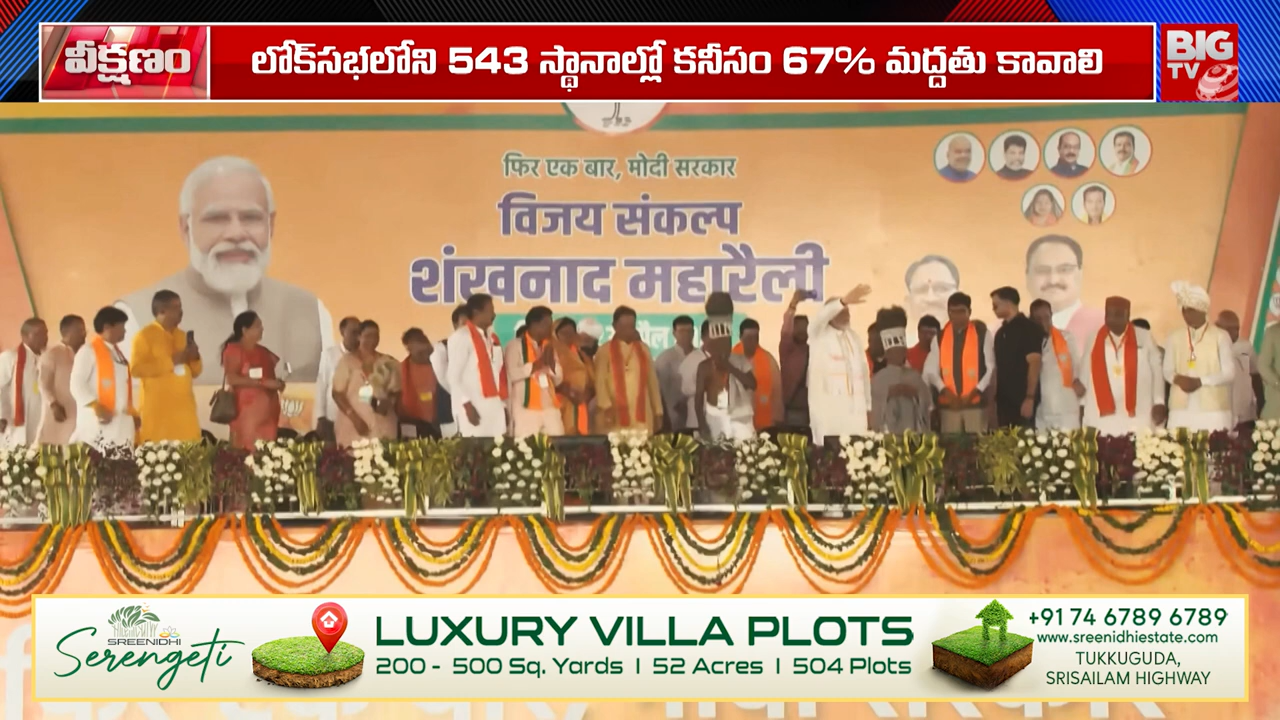 వీక్షణం
లోక్‌సభలోని 543 స్థానాల్లో కనీసం 67% మద్దతు కావాలి
BIG
TV
फिर एक बार, मोदी सरकार
विजय संकल्प
शंखनाद महारैली
SREENIDHI
Serengeti
LUXURY VILLA PLOTS
200 - 500 Sq. Yards I 52 Acres I 504 Plots
+91 74 6789 6789
www.sreenidhiestate.com
TUKKUGUDA,
SRISAILAM HIGHWAY